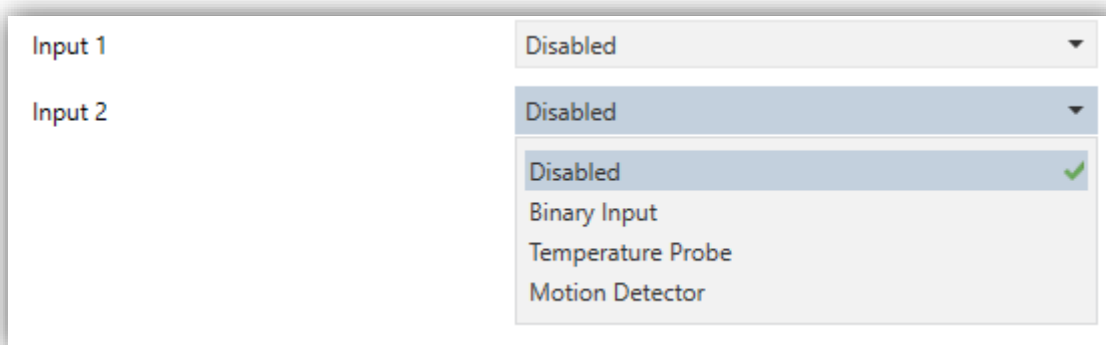 Input 1 Disabled
Input 2 Disabled
Disabled
Binary Input
Temperature Probe
Motion Detector